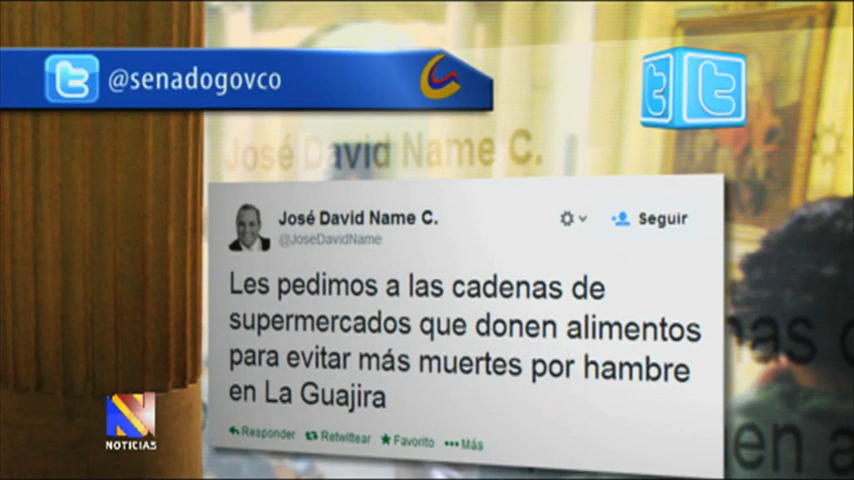 @senadogovco
José David Name C.
José David Name C.
@JoseDavidName
Seguir
Les pedimos a las cadenas de
supermercados que donen alimentos
para evitar más muertes por hambre
en La Guajira
Responder Retwittear Favorito Más
NOTICIAS